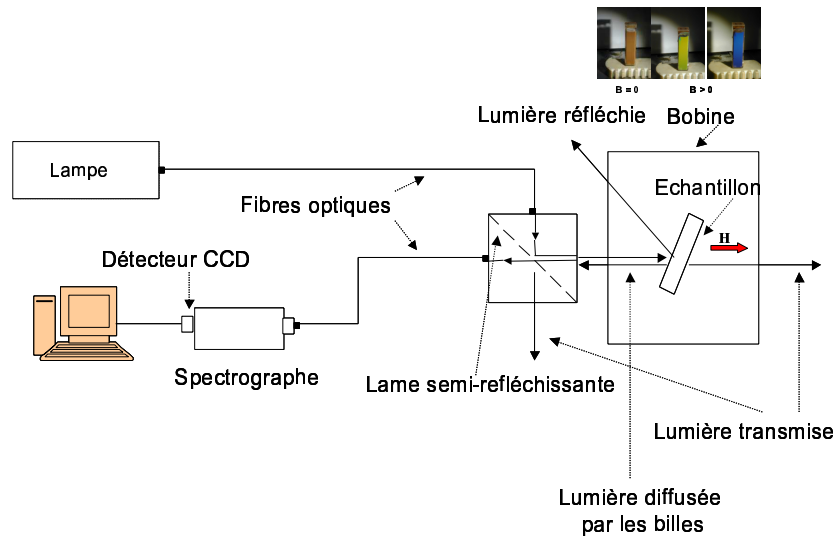 B = 0
B > 0
Lumière réfléchie
Bobine
Lampe
Echantillon
Fibres optiques
H
Détecteur CCD
Spectrographe
Lame semi-refléchissante
Lumière transmise
Lumière diffusée
par les billes